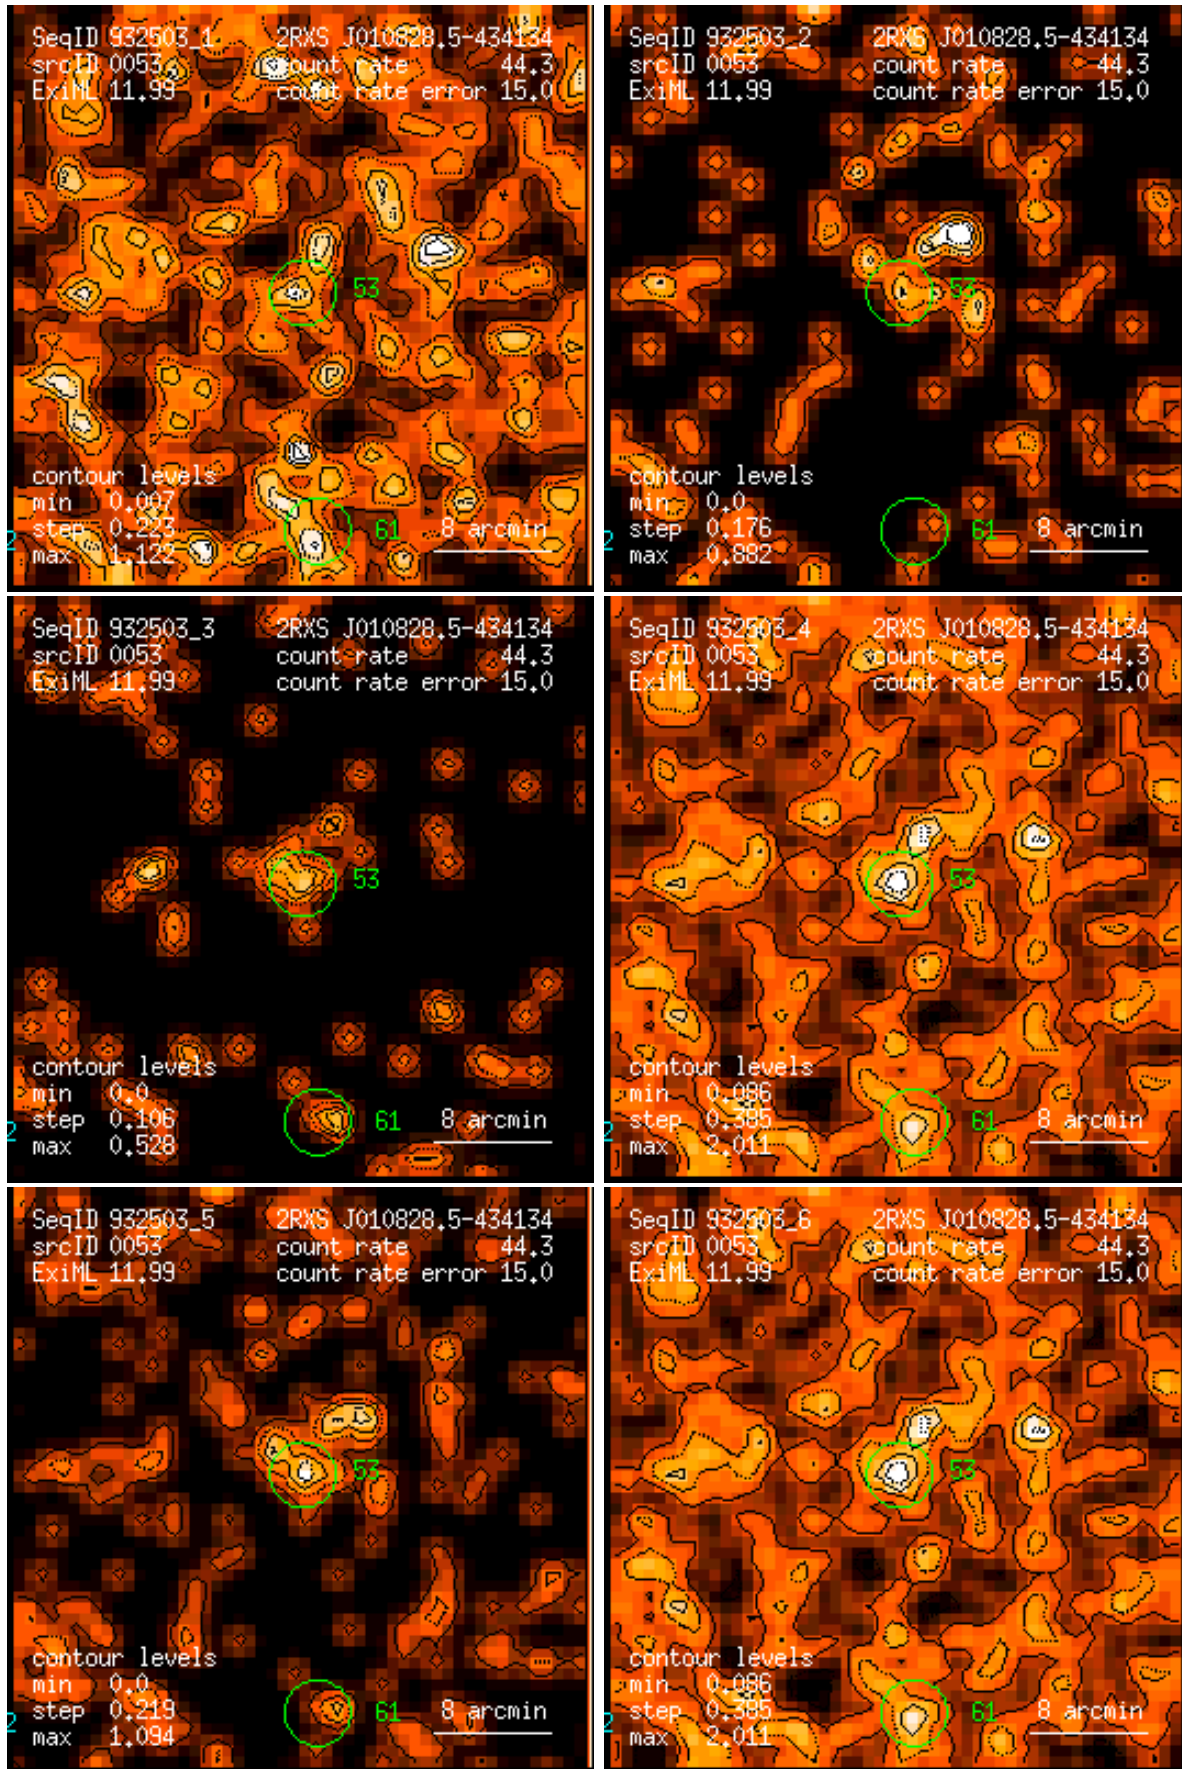 SeqID 932503_1 2RXS J010828.5-434134
srcID 0053 count rate 44.3
ExiML 11.99 count rate error 15.0
53
contour levels
min 0.007
step 0.223 61 8 arcmin
2
max 1.122
SeqID 932503_2 2RXS J010828.5-434134
srcID 0053 count rate 44.3
ExiML 11.99 count rate error 15.0
53
contour levels
min 0.0
step 0.176 61 8 arcmin
2
max 0.882
SeqID 932503_3 2RXS J010828.5-434134
srcID 0053 count rate 44.3
ExiML 11.99 count rate error 15.0
53
contour levels
min 0.0
step 0.106 61 8 arcmin
2
max 0.528
SeqID 932503_4 2RXS J010828.5-434134
srcID 0053 count rate 44.3
ExiML 11.99 count rate error 15.0
53
contour levels
min 0.086
step 0.385 61 8 arcmin
2
max 2.011
SeqID 932503_5 2RXS J010828.5-434134
srcID 0053 count rate 44.3
ExiML 11.99 count rate error 15.0
53
contour levels
min 0.0
step 0.219 61 8 arcmin
2
max 1.094
SeqID 932503_6 2RXS J010828.5-434134
srcID 0053 count rate 44.3
ExiML 11.99 count rate error 15.0
53
contour levels
min 0.086
step 0.385 61 8 arcmin
2
max 2.011